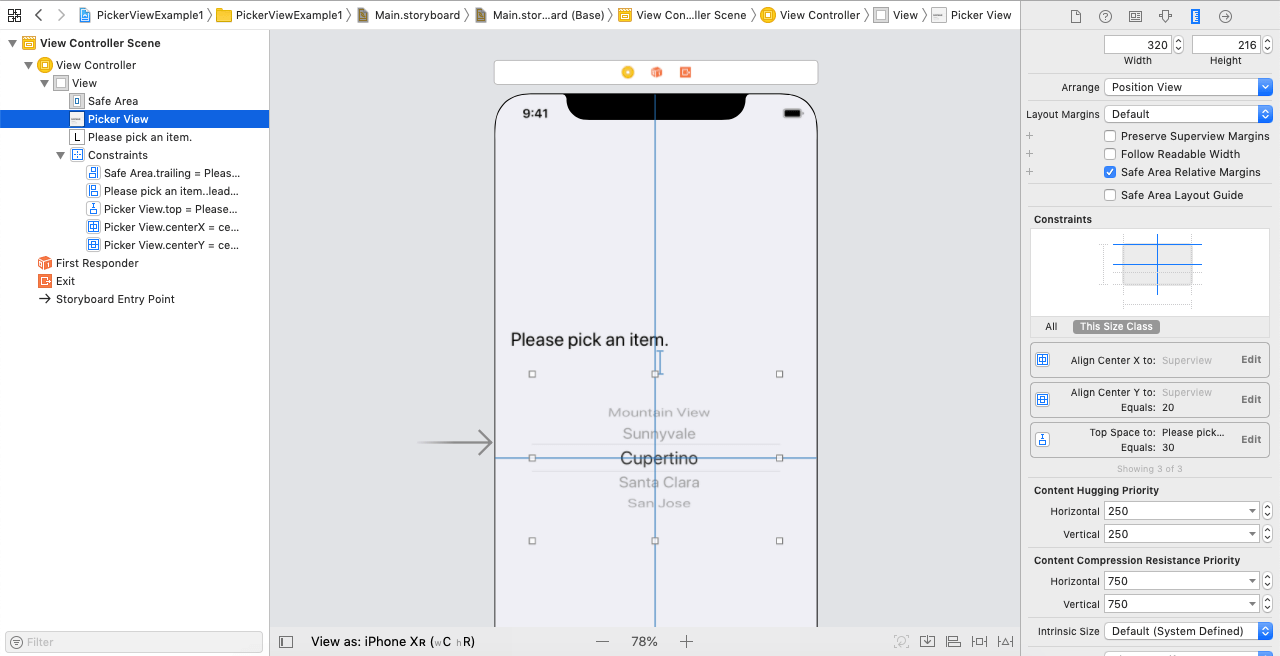 PickerViewExample1 PickerViewExample1 Main.storyboard Main.stor...ard (Base) View Con...ller Scene View Controller View Picker View
View Controller Scene
View Controller
View
Safe Area
Picker View
L Please pick an item.
Constraints
Safe Area.trailing = Pleas...
Please pick an item..lead...
Picker View.top = Please...
Picker View.centerX = ce...
Picker View.centerY = ce...
First Responder
Exit
Storyboard Entry Point
Filter
9:41
Please pick an item.
Mountain View
Sunnyvale
Cupertino
Santa Clara
San Jose
View as: iPhone XR (wC hR)
78%
320 216
Width Height
Arrange Position View
Layout Margins Default
Preserve Superview Margins
Follow Readable Width
Safe Area Relative Margins
Safe Area Layout Guide
Constraints
All This Size Class
Align Center X to: Superview Edit
Align Center Y to: Superview Edit
Equals: 20
Top Space to: Please pick... Edit
Equals: 30
Showing 3 of 3
Content Hugging Priority
Horizontal 250
Vertical 250
Content Compression Resistance Priority
Horizontal 750
Vertical 750
Intrinsic Size Default (System Defined)